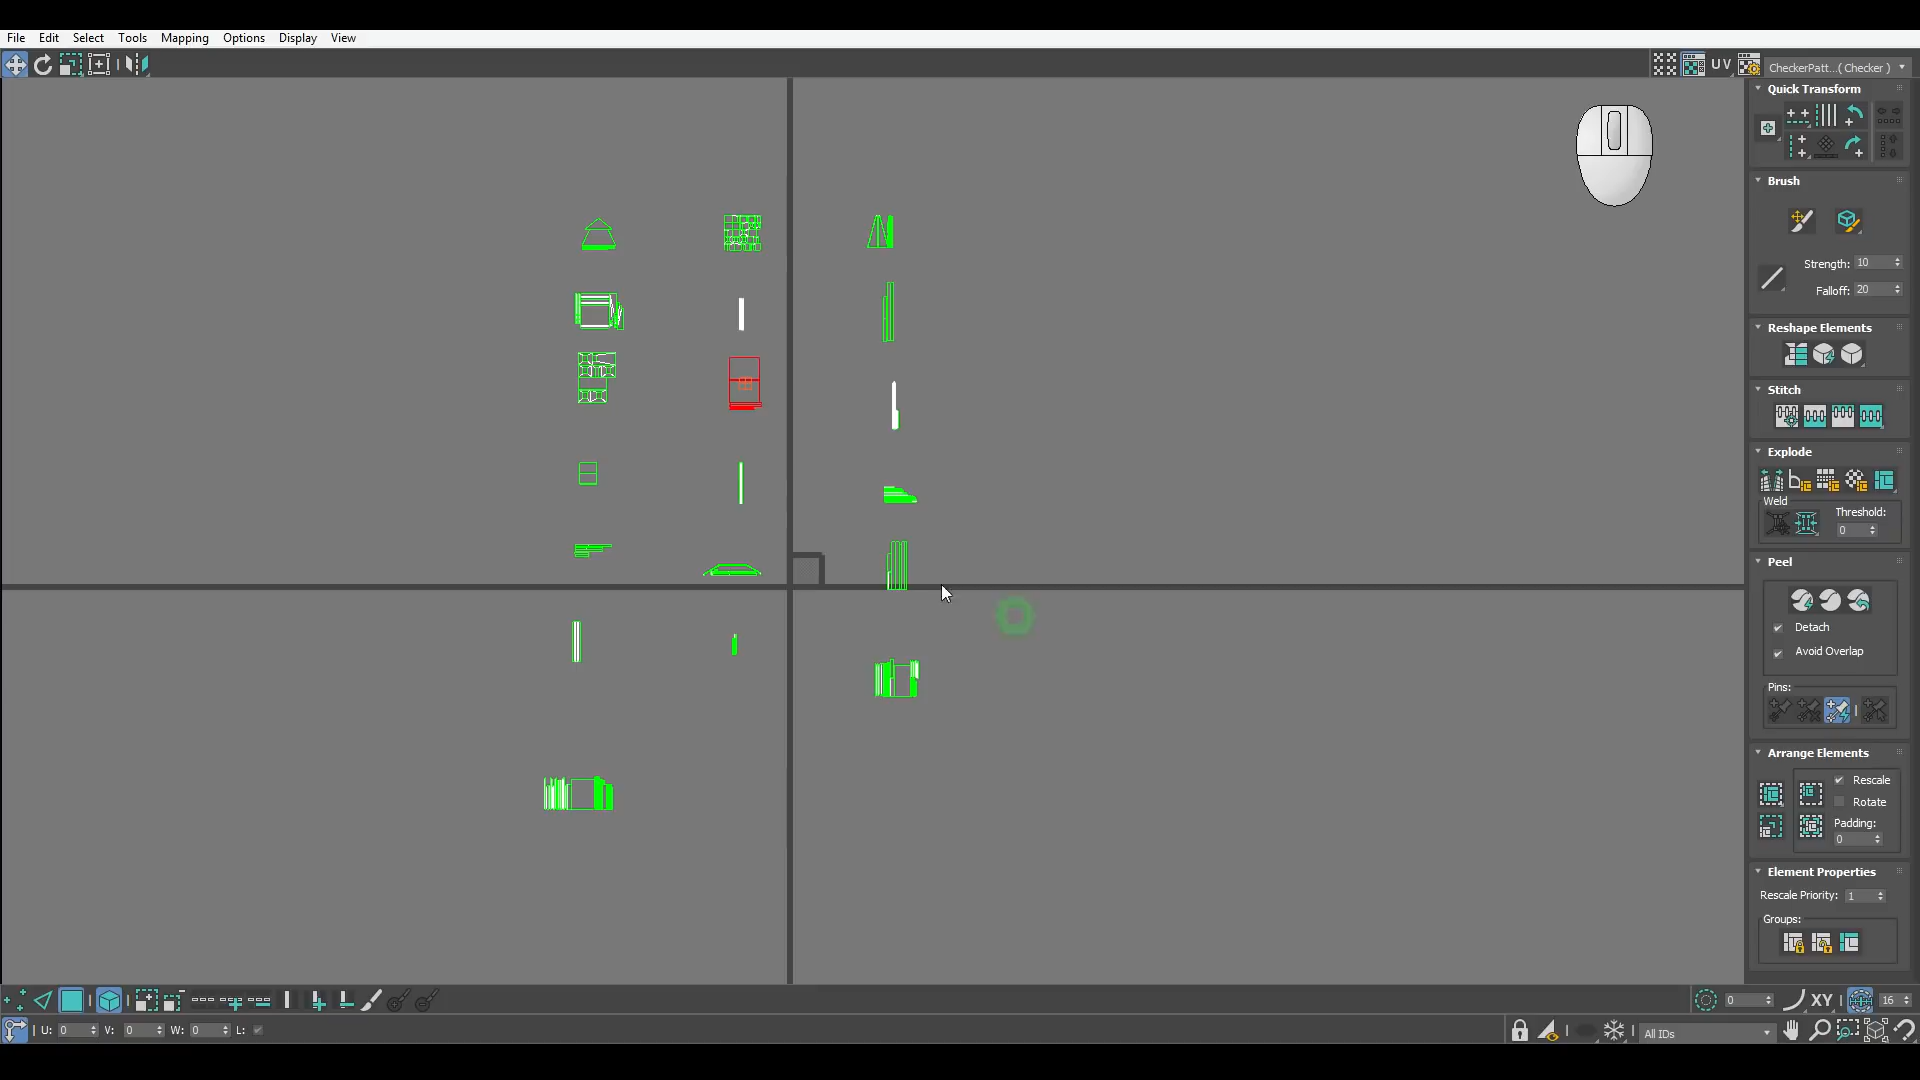 File Edit Select Tools Mapping Options Display View
UV
CheckerPatt...( Checker )
Quick Transform
Brush
Strength: 10
Falloff: 20
Reshape Elements
Stitch
Explode
Weld
Threshold:
0
Peel
Detach
Avoid Overlap
Pins:
Arrange Elements
Rescale
Rotate
Padding:
0
Element Properties
Rescale Priority: 1
Groups:
0 XY 16
U: 0 V: 0 W: 0 L:
All IDs